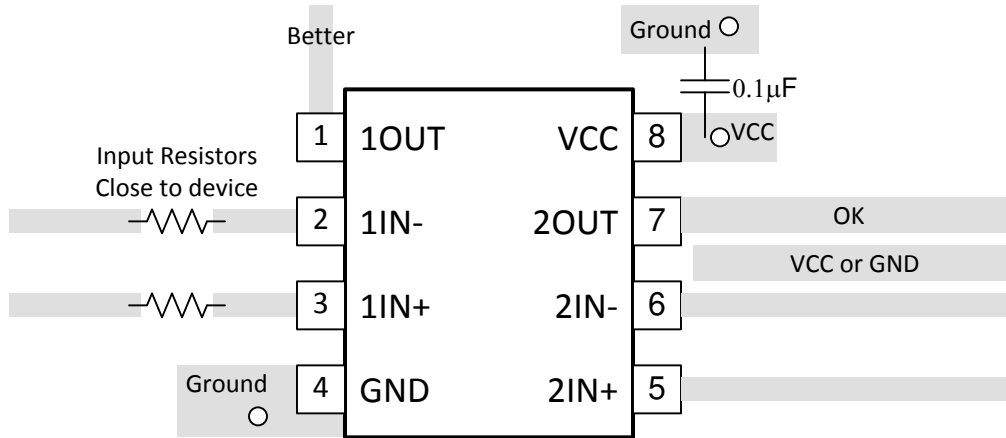 Better
Ground
0.1μF
1 1OUT VCC 8 VCC
Input Resistors
Close to device
2 1IN- 2OUT 7 OK
VCC or GND
3 1IN+ 2IN- 6
Ground
4 GND 2IN+ 5